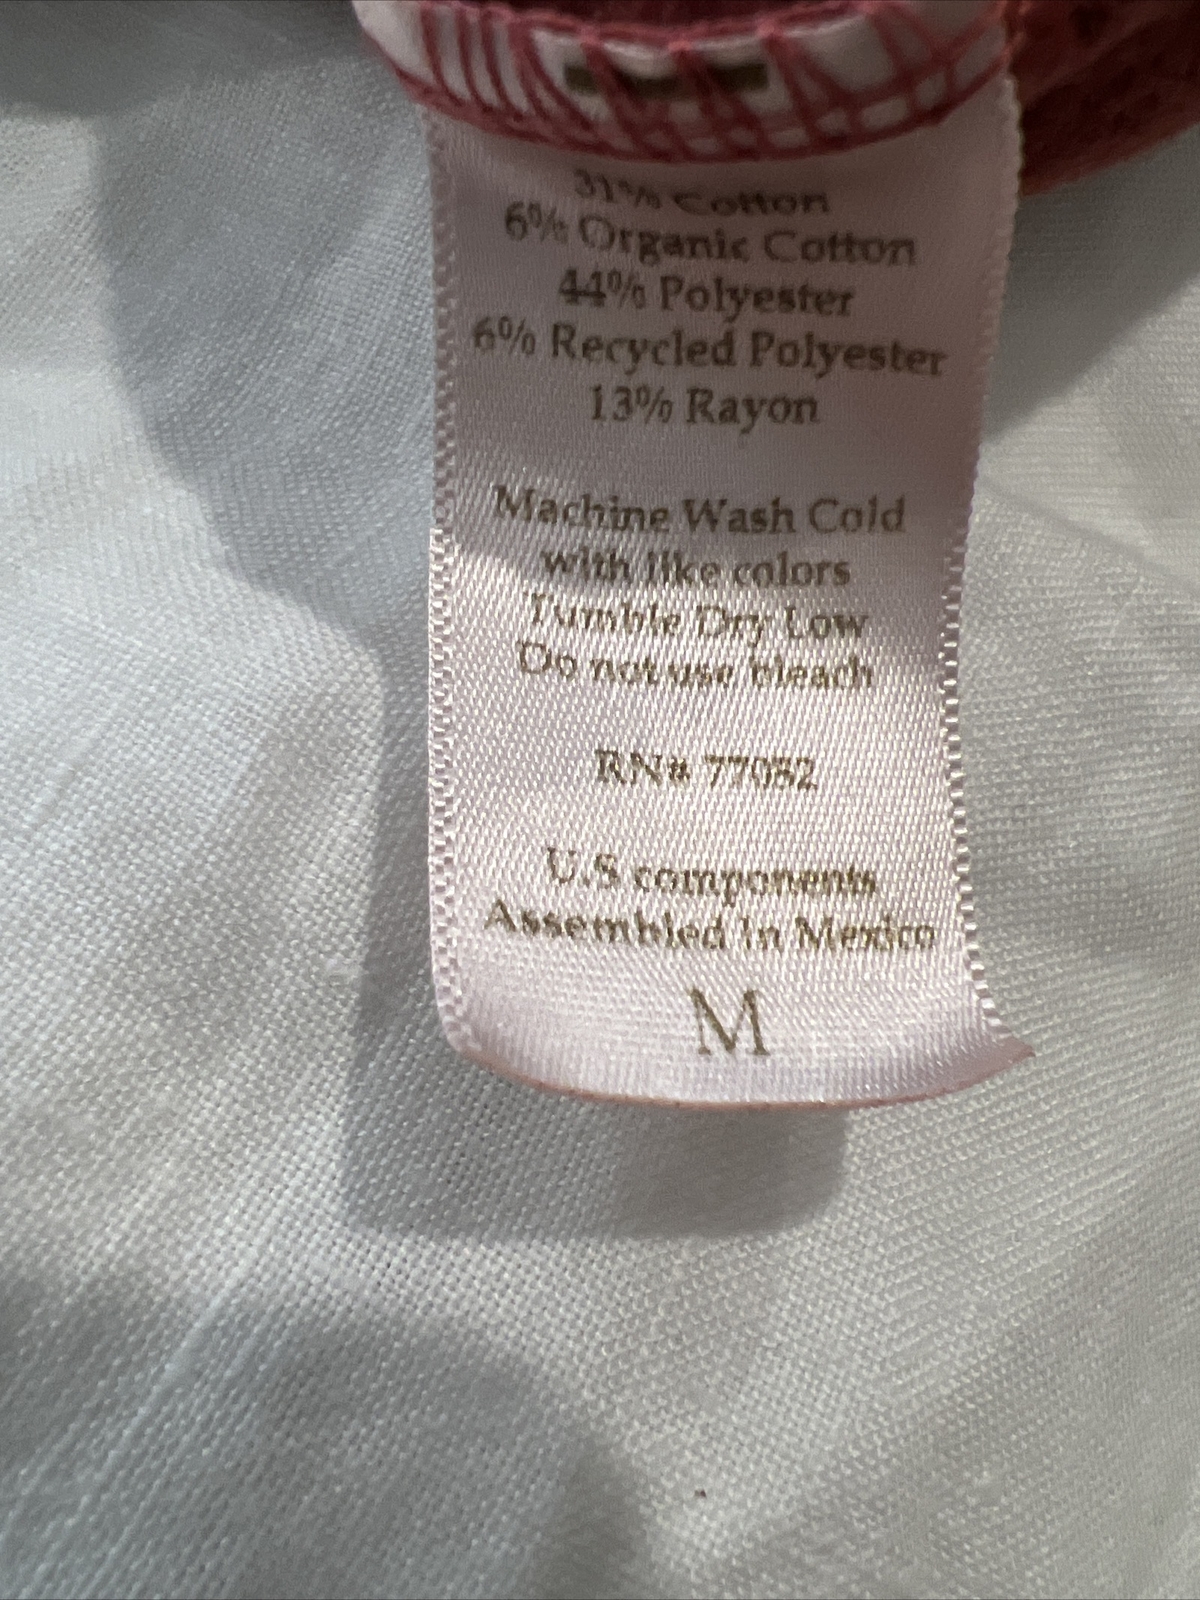 31% Cotton
6% Organic Cotton
44% Polyester
6% Recycled Polyester
13% Rayon
Machine Wash Cold
with like colors
Tumble Dry Low
Do not use bleach
RN# 77082
U.S components
Assembled in Mexico
M